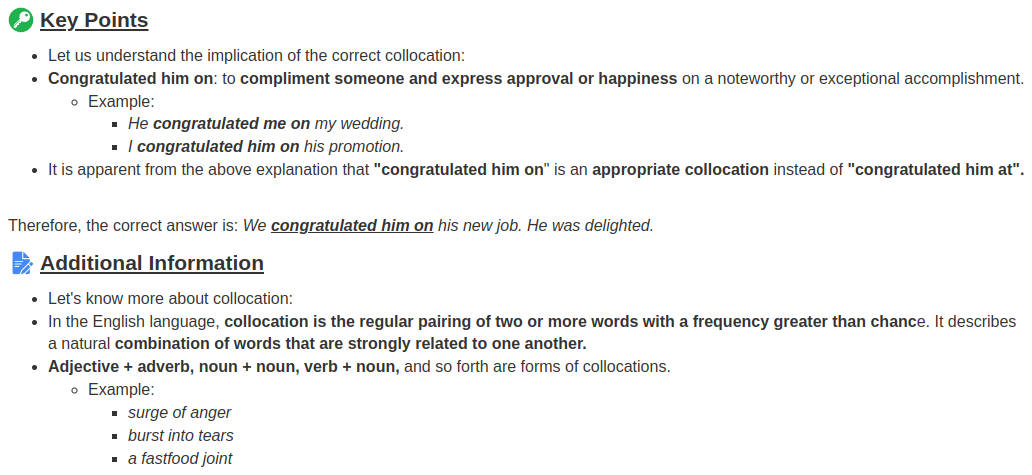 Key Points
Let us understand the implication of the correct collocation:
Congratulated him on: to compliment someone and express approval or happiness on a noteworthy or exceptional accomplishment.
Example:
He congratulated me on my wedding.
I congratulated him on his promotion.
It is apparent from the above explanation that "congratulated him on" is an appropriate collocation instead of "congratulated him at".
Therefore, the correct answer is: We congratulated him on his new job. He was delighted.
Additional Information
Let's know more about collocation:
In the English language, collocation is the regular pairing of two or more words with a frequency greater than chance. It describes
a natural combination of words that are strongly related to one another.
Adjective + adverb, noun + noun, verb + noun, and so forth are forms of collocations.
Example:
surge of anger
burst into tears
a fastfood joint